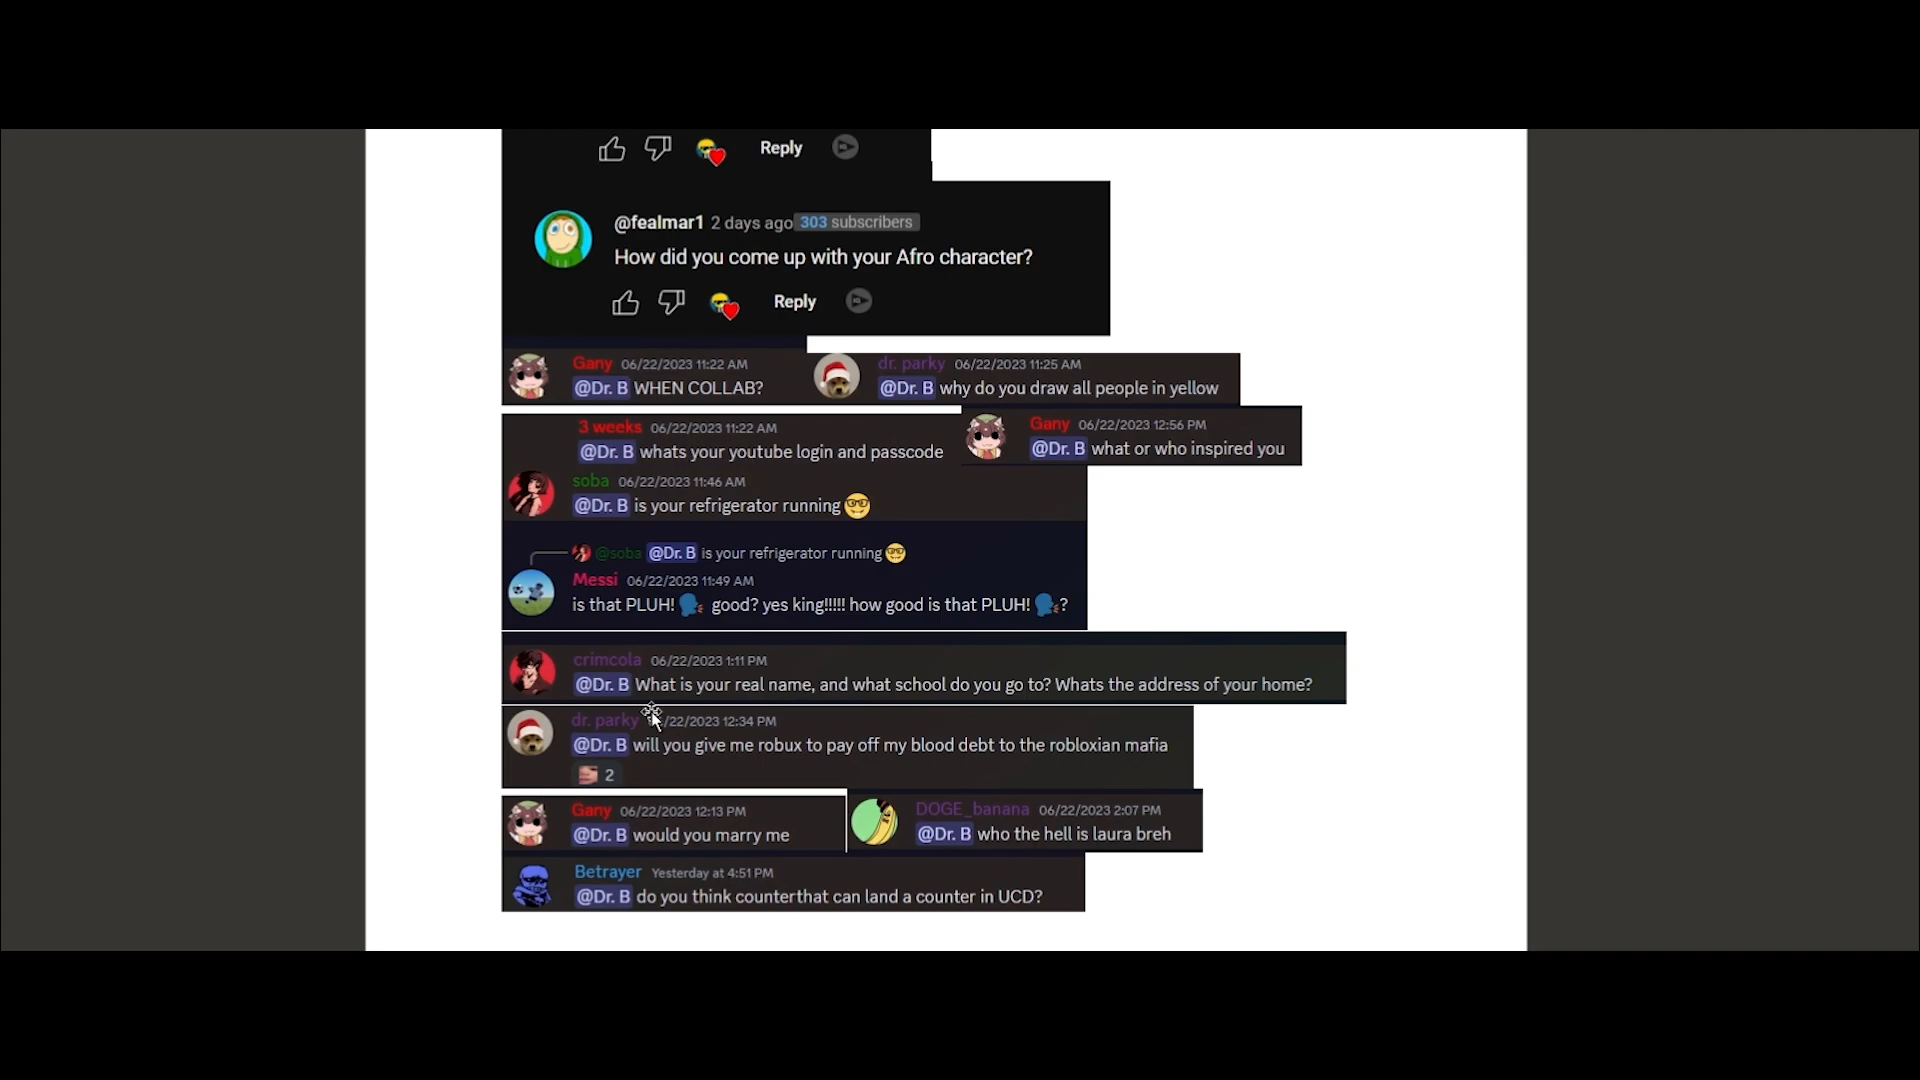 Reply
@fealmar1 2 days ago 303 subscribers
How did you come up with your Afro character?
Reply
Gany 06/22/2023 11:22 AM
@Dr. B WHEN COLLAB?
dr. parky 06/22/2023 11:25 AM
@Dr. B why do you draw all people in yellow
3 weeks 06/22/2023 11:22 AM
@Dr. B whats your youtube login and passcode
Gany 06/22/2023 12:56 PM
@Dr. B what or who inspired you
soba 06/22/2023 11:46 AM
@Dr. B is your refrigerator running 🤓
@soba @Dr. B is your refrigerator running 🤓
Messi 06/22/2023 11:49 AM
is that PLUH! 🗣 good? yes king!!!!! how good is that PLUH! 🗣?
crimcola 06/22/2023 1:11 PM
@Dr. B What is your real name, and what school do you go to? Whats the address of your home?
dr. parky /22/2023 12:34 PM
@Dr. B will you give me robux to pay off my blood debt to the robloxian mafia
2
Gany 06/22/2023 12:13 PM
@Dr. B would you marry me
DOGE_banana 06/22/2023 2:07 PM
@Dr. B who the hell is laura breh
Betrayer Yesterday at 4:51 PM
@Dr. B do you think counterthat can land a counter in UCD?